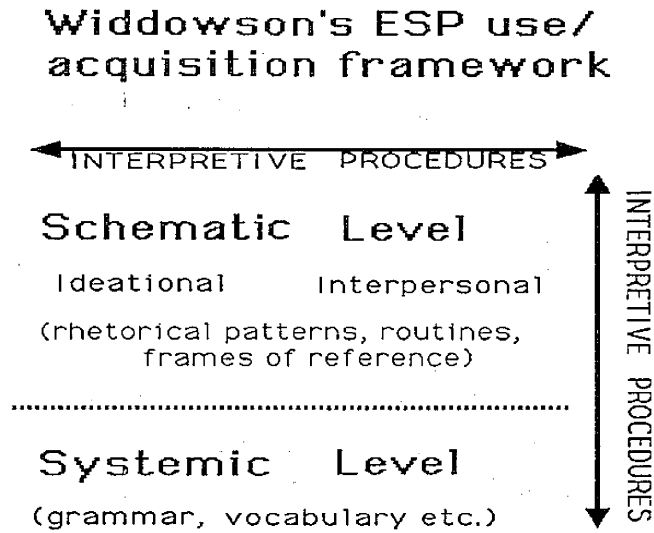 Widdowson's ESP use/
acquisition framework
INTERPRETIVE PROCEDURES
Schematic Level
Ideational Interpersonal
(rhetorical patterns, routines,
frames of reference)
Systemic Level
(grammar, vocabulary etc.)
INTERPRETIVE PROCEDURES